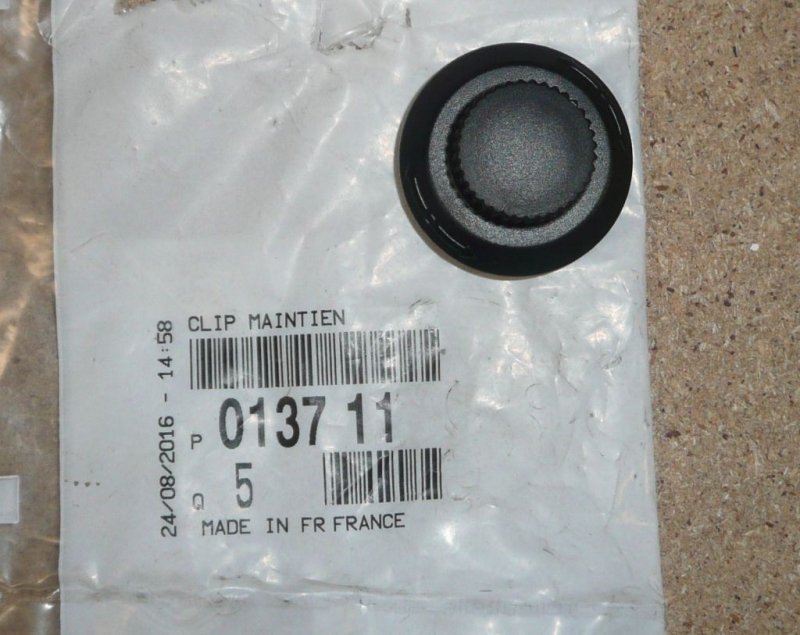 CLIP MAINTIEN
24/08/2016 - 14:58
P 0137 11
Q 5
MADE IN FR FRANCE